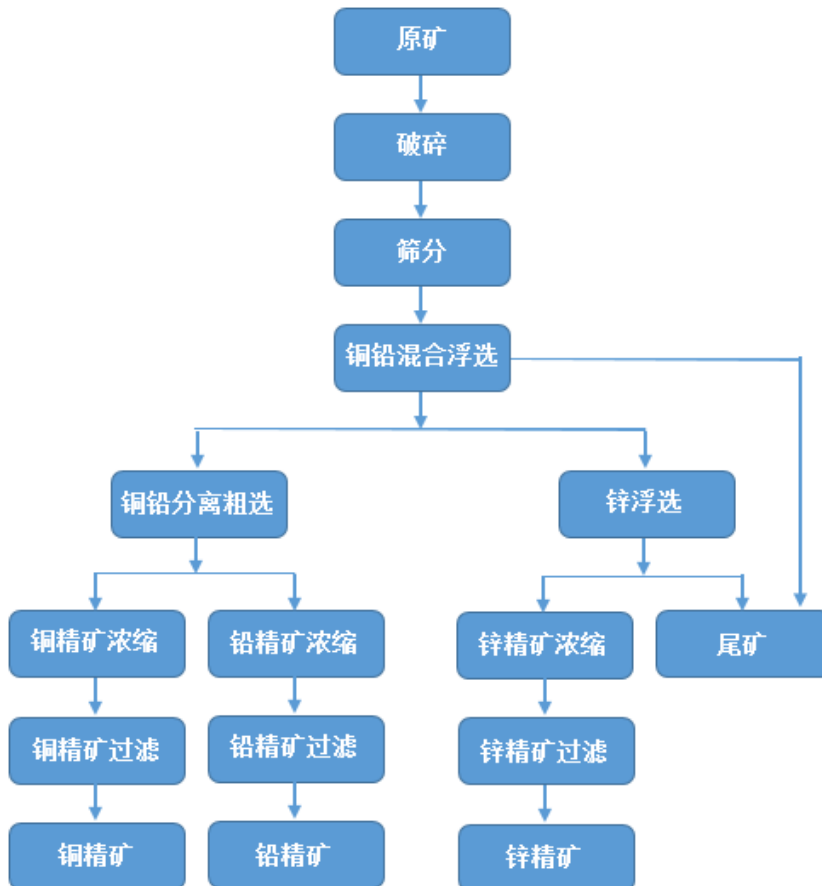 原矿
破碎
筛分
铜铅混合浮选
铜铅分离粗选
锌浮选
铜精矿浓缩
铅精矿浓缩
锌精矿浓缩
尾矿
铜精矿过滤
铅精矿过滤
锌精矿过滤
铜精矿
铅精矿
锌精矿